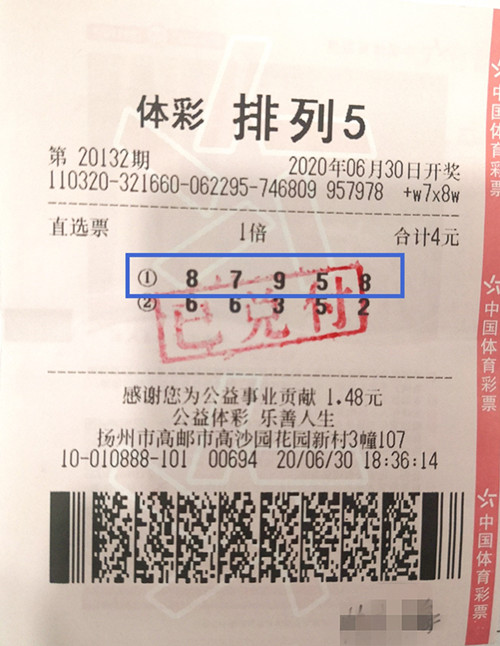 体彩 排列5
第 20132期 2020年06月30日开奖
110320-321660-062295-746809 957978 +w7x8w
直选票 1倍 合计4元
① 8 7 9 5 8
② 6 6 3 5 2
已兑付
感谢您为公益事业贡献 1.48元
公益体彩 乐善人生
扬州市高邮市高沙园花园新村3幢107
10-010888-101 00694 20/06/30 18:36:14
中国体育彩票
中国体育彩票
中国体育彩票